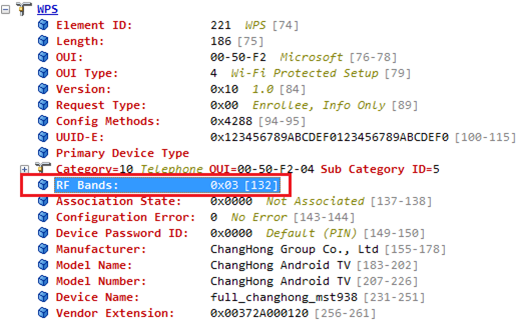 WPS
Element ID: 221 WPS [74]
Length: 186 [75]
OUI: 00-50-F2 Microsoft [76-78]
OUI Type: 4 Wi-Fi Protected Setup [79]
Version: 0x10 1.0 [84]
Request Type: 0x00 Enrollee, Info Only [89]
Config Methods: 0x4288 [94-95]
UUID-E: 0x123456789ABCDEF0123456789ABCDEF0 [100-115]
Primary Device Type
Category=10 Telephone OUI=00-50-F2-04 Sub Category ID=5
RF Bands: 0x03 [132]
Association State: 0x0000 Not Associated [137-138]
Configuration Error: 0 No Error [143-144]
Device Password ID: 0x0000 Default (PIN) [149-150]
Manufacturer: ChangHong Group Co., Ltd [155-178]
Model Name: ChangHong Android TV [183-202]
Model Number: ChangHong Android TV [207-226]
Device Name: full_changhong_mst938 [231-251]
Vendor Extension: 0x00372A000120 [256-261]